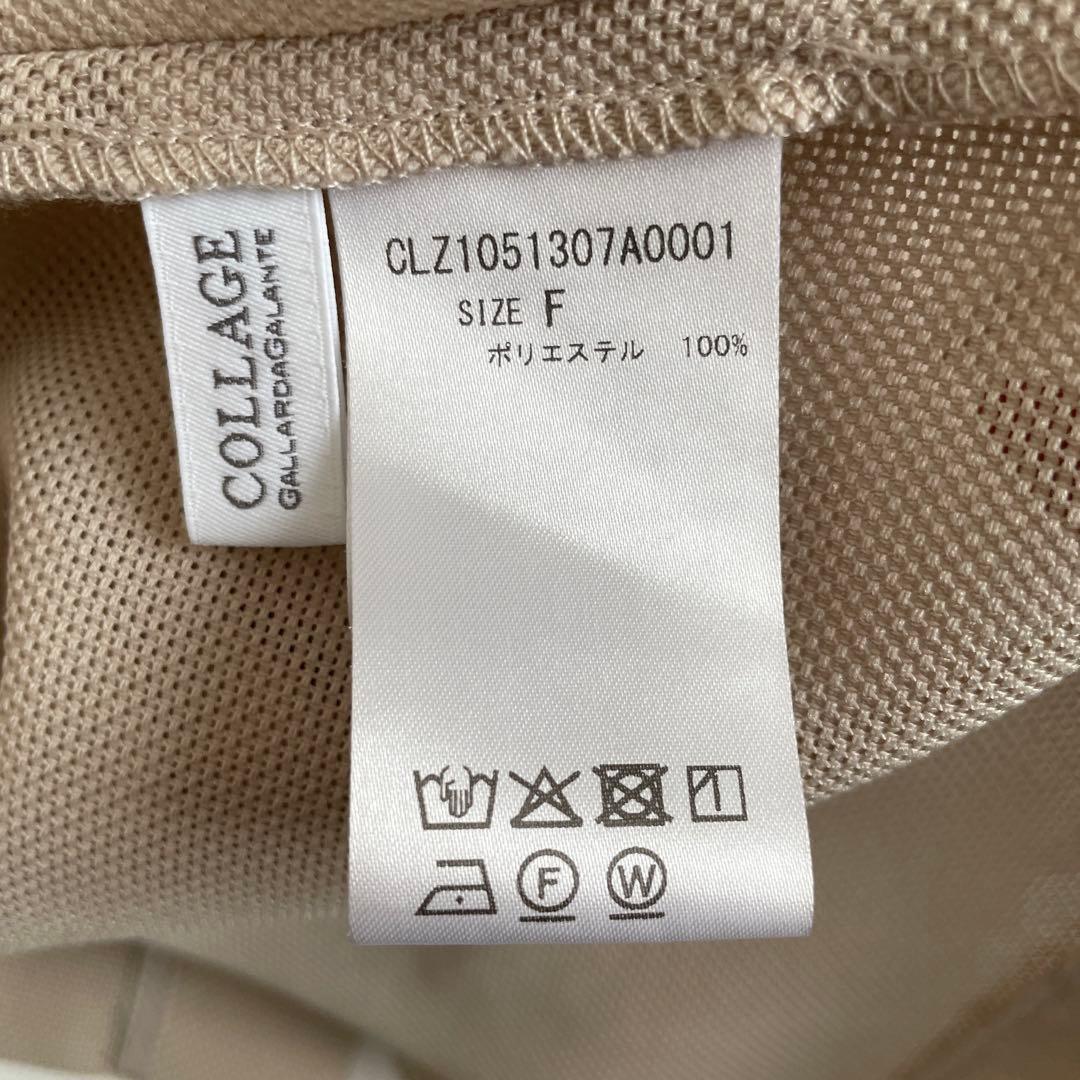 COLLAGE
GALLARDAGALANTE
CLZ1051307A0001
SIZE F
ポリエステル 100%
F W